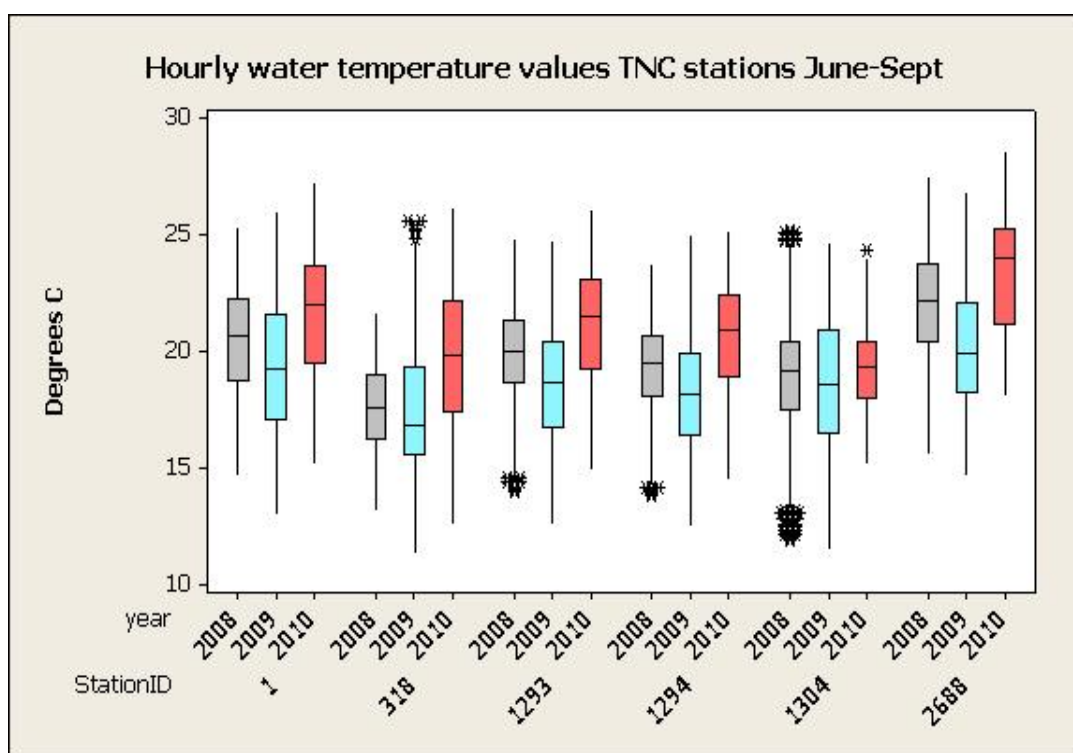 Hourly water temperature values TNC stations June-Sept
30
25
20
15
10
Degrees C
year
2008 2009 2010 2008 2009 2010 2008 2009 2010 2008 2009 2010 2008 2009 2010 2008 2009 2010
StationID
1 318 1293 1294 1304 2688